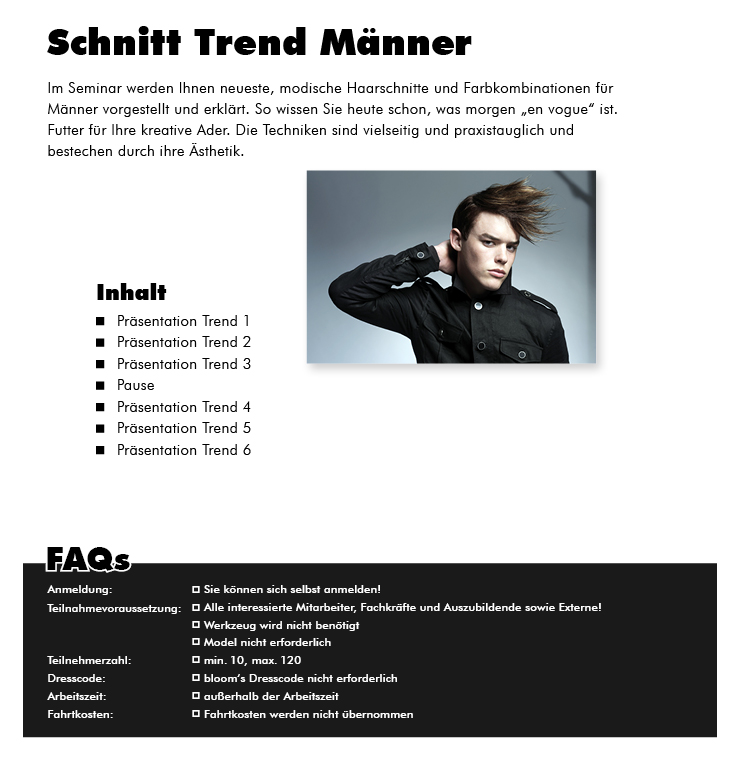 Schnitt Trend Männer
Im Seminar werden Ihnen neueste, modische Haarschnitte und Farbkombinationen für
Männer vorgestellt und erklärt. So wissen Sie heute schon, was morgen „en vogue“ ist.
Futter für Ihre kreative Ader. Die Techniken sind vielseitig und praxistauglich und
bestechen durch ihre Ästhetik.
Inhalt
Präsentation Trend 1
Präsentation Trend 2
Präsentation Trend 3
Pause
Präsentation Trend 4
Präsentation Trend 5
Präsentation Trend 6
FAQs
Anmeldung: Sie können sich selbst anmelden!
Teilnahmevoraussetzung: Alle interessierte Mitarbeiter, Fachkräfte und Auszubildende sowie Externe!
Werkzeug wird nicht benötigt
Model nicht erforderlich
Teilnehmerzahl: min. 10, max. 120
Dresscode: bloom’s Dresscode nicht erforderlich
Arbeitszeit: außerhalb der Arbeitszeit
Fahrtkosten: Fahrtkosten werden nicht übernommen